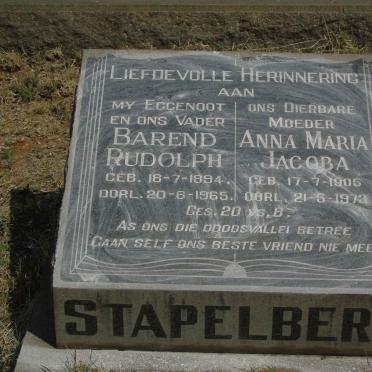 LIEFDEVOLLE HERINNERING
AAN
MY EGGENOOT
EN ONS VADER
BAREND
RUDOLPH
GEB. 18-7-1894.
OORL. 20-6-1965.
ONS DIERBARE
MOEDER
ANNA MARIA
JACOBA
GEB. 17-7-1905
OORL. 21-6-1973
GES. 20 VS. 8.
AS ONS DIE DOODSVALLEI BETREE
GAAN SELF ONS BESTE VRIEND NIE MEE
STAPELBER